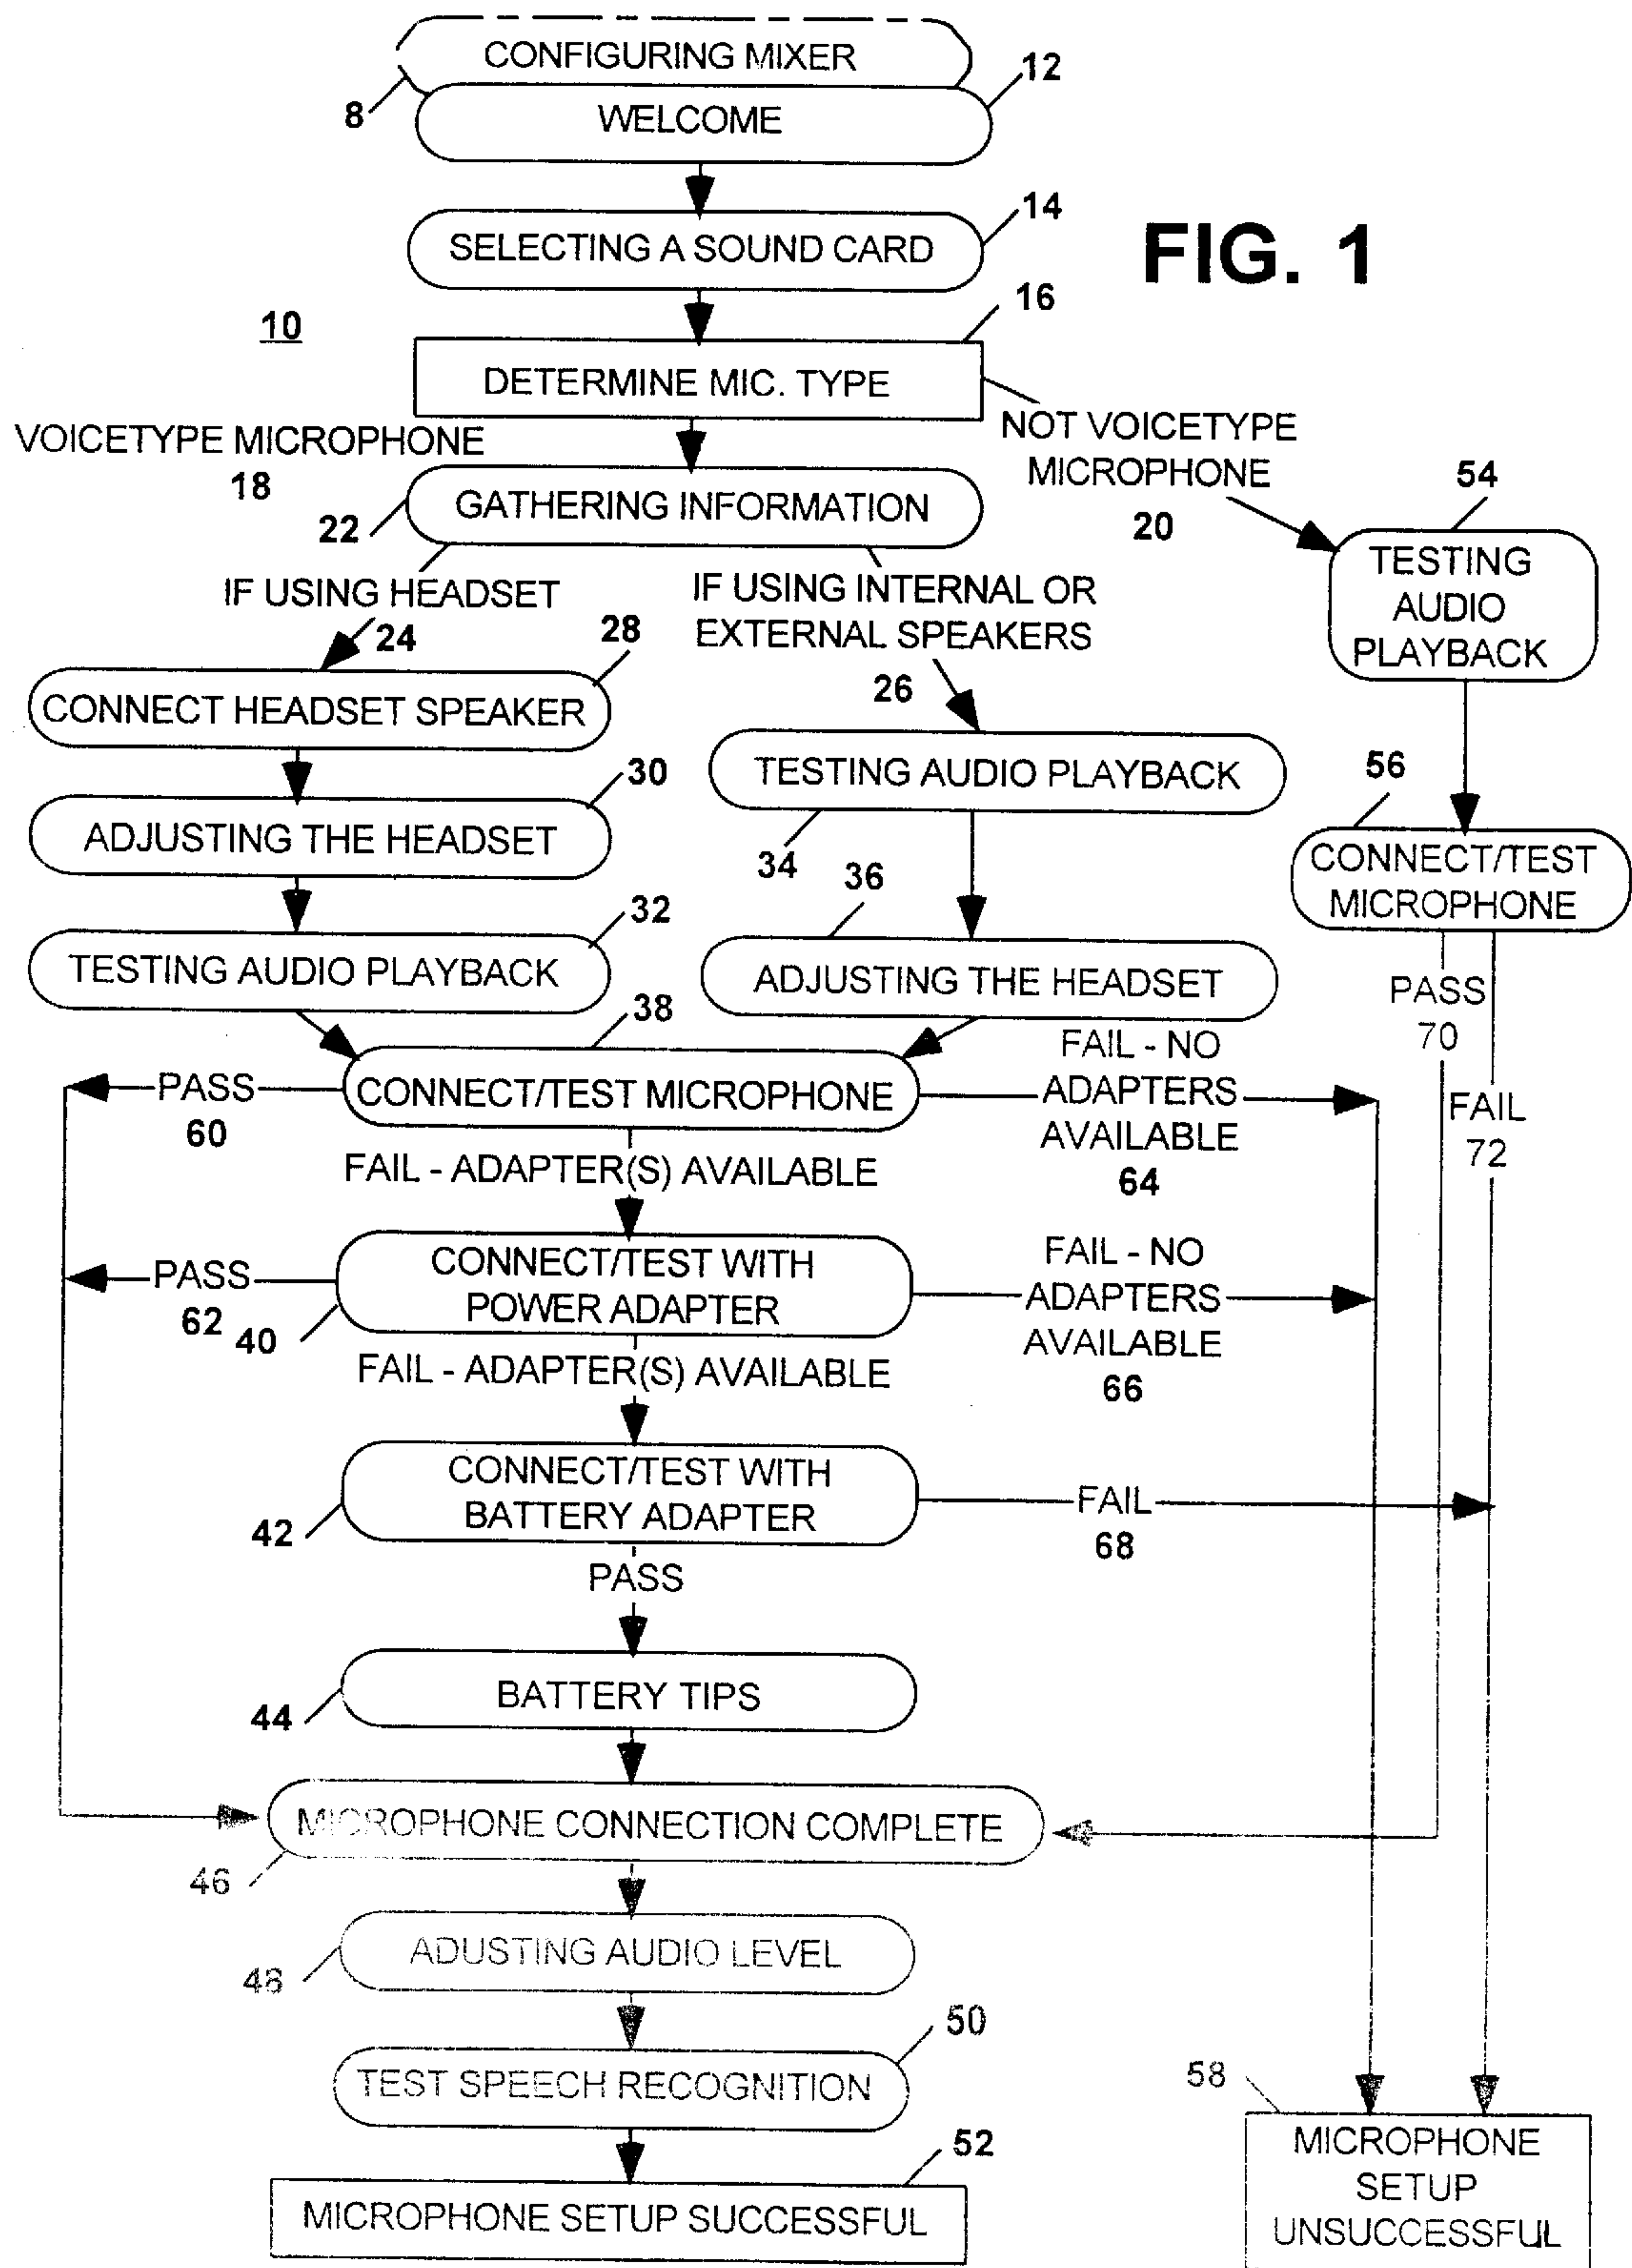 CONFIGURING MIXER
8
12
WELCOME
14
SELECTING A SOUND CARD
FIG. 1
16
10
DETERMINE MIC. TYPE
VOICETYPE MICROPHONE
18
NOT VOICETYPE
MICROPHONE
20
22
GATHERING INFORMATION
54
TESTING
AUDIO
PLAYBACK
IF USING HEADSET
24
IF USING INTERNAL OR
EXTERNAL SPEAKERS
26
28
CONNECT HEADSET SPEAKER
30
ADJUSTING THE HEADSET
32
TESTING AUDIO PLAYBACK
TESTING AUDIO PLAYBACK
34
36
ADJUSTING THE HEADSET
56
CONNECT/TEST
MICROPHONE
PASS
70
FAIL
72
38
CONNECT/TEST MICROPHONE
PASS
60
FAIL - NO
ADAPTERS
AVAILABLE
64
FAIL - ADAPTER(S) AVAILABLE
CONNECT/TEST WITH
POWER ADAPTER
PASS
62
40
FAIL - NO
ADAPTERS
AVAILABLE
66
FAIL - ADAPTER(S) AVAILABLE
CONNECT/TEST WITH
BATTERY ADAPTER
42
FAIL
68
PASS
BATTERY TIPS
44
MICROPHONE CONNECTION COMPLETE
46
ADUSTING AUDIO LEVEL
48
50
TEST SPEECH RECOGNITION
52
MICROPHONE SETUP SUCCESSFUL
58
MICROPHONE
SETUP
UNSUCCESSFUL